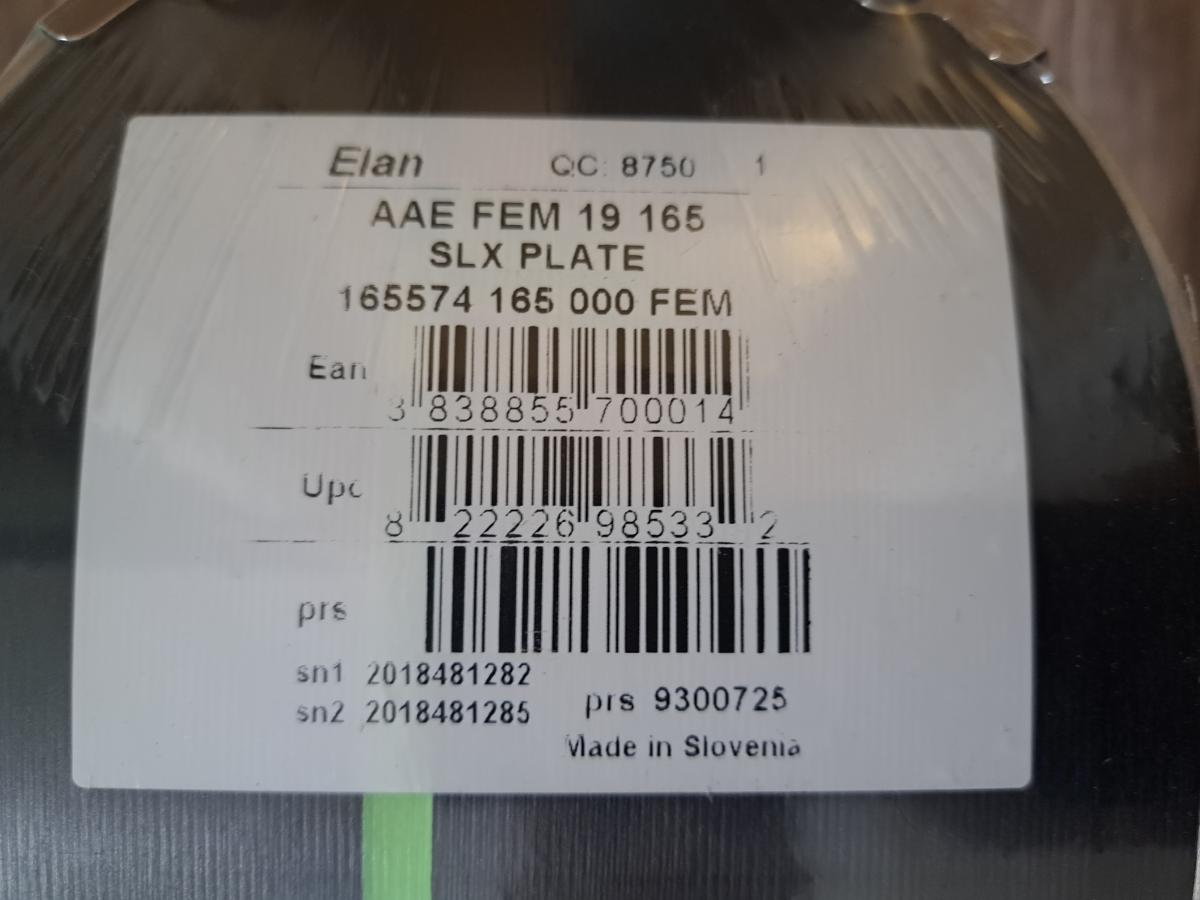 Elan QC: 8750 1
AAE FEM 19 165
SLX PLATE
165574 165 000 FEM
Ean
3 838855 700014
Upc
8 22226 98533 2
prs
sn1 2018481282
sn2 2018481285
prs 9300725
Made in Slovenia